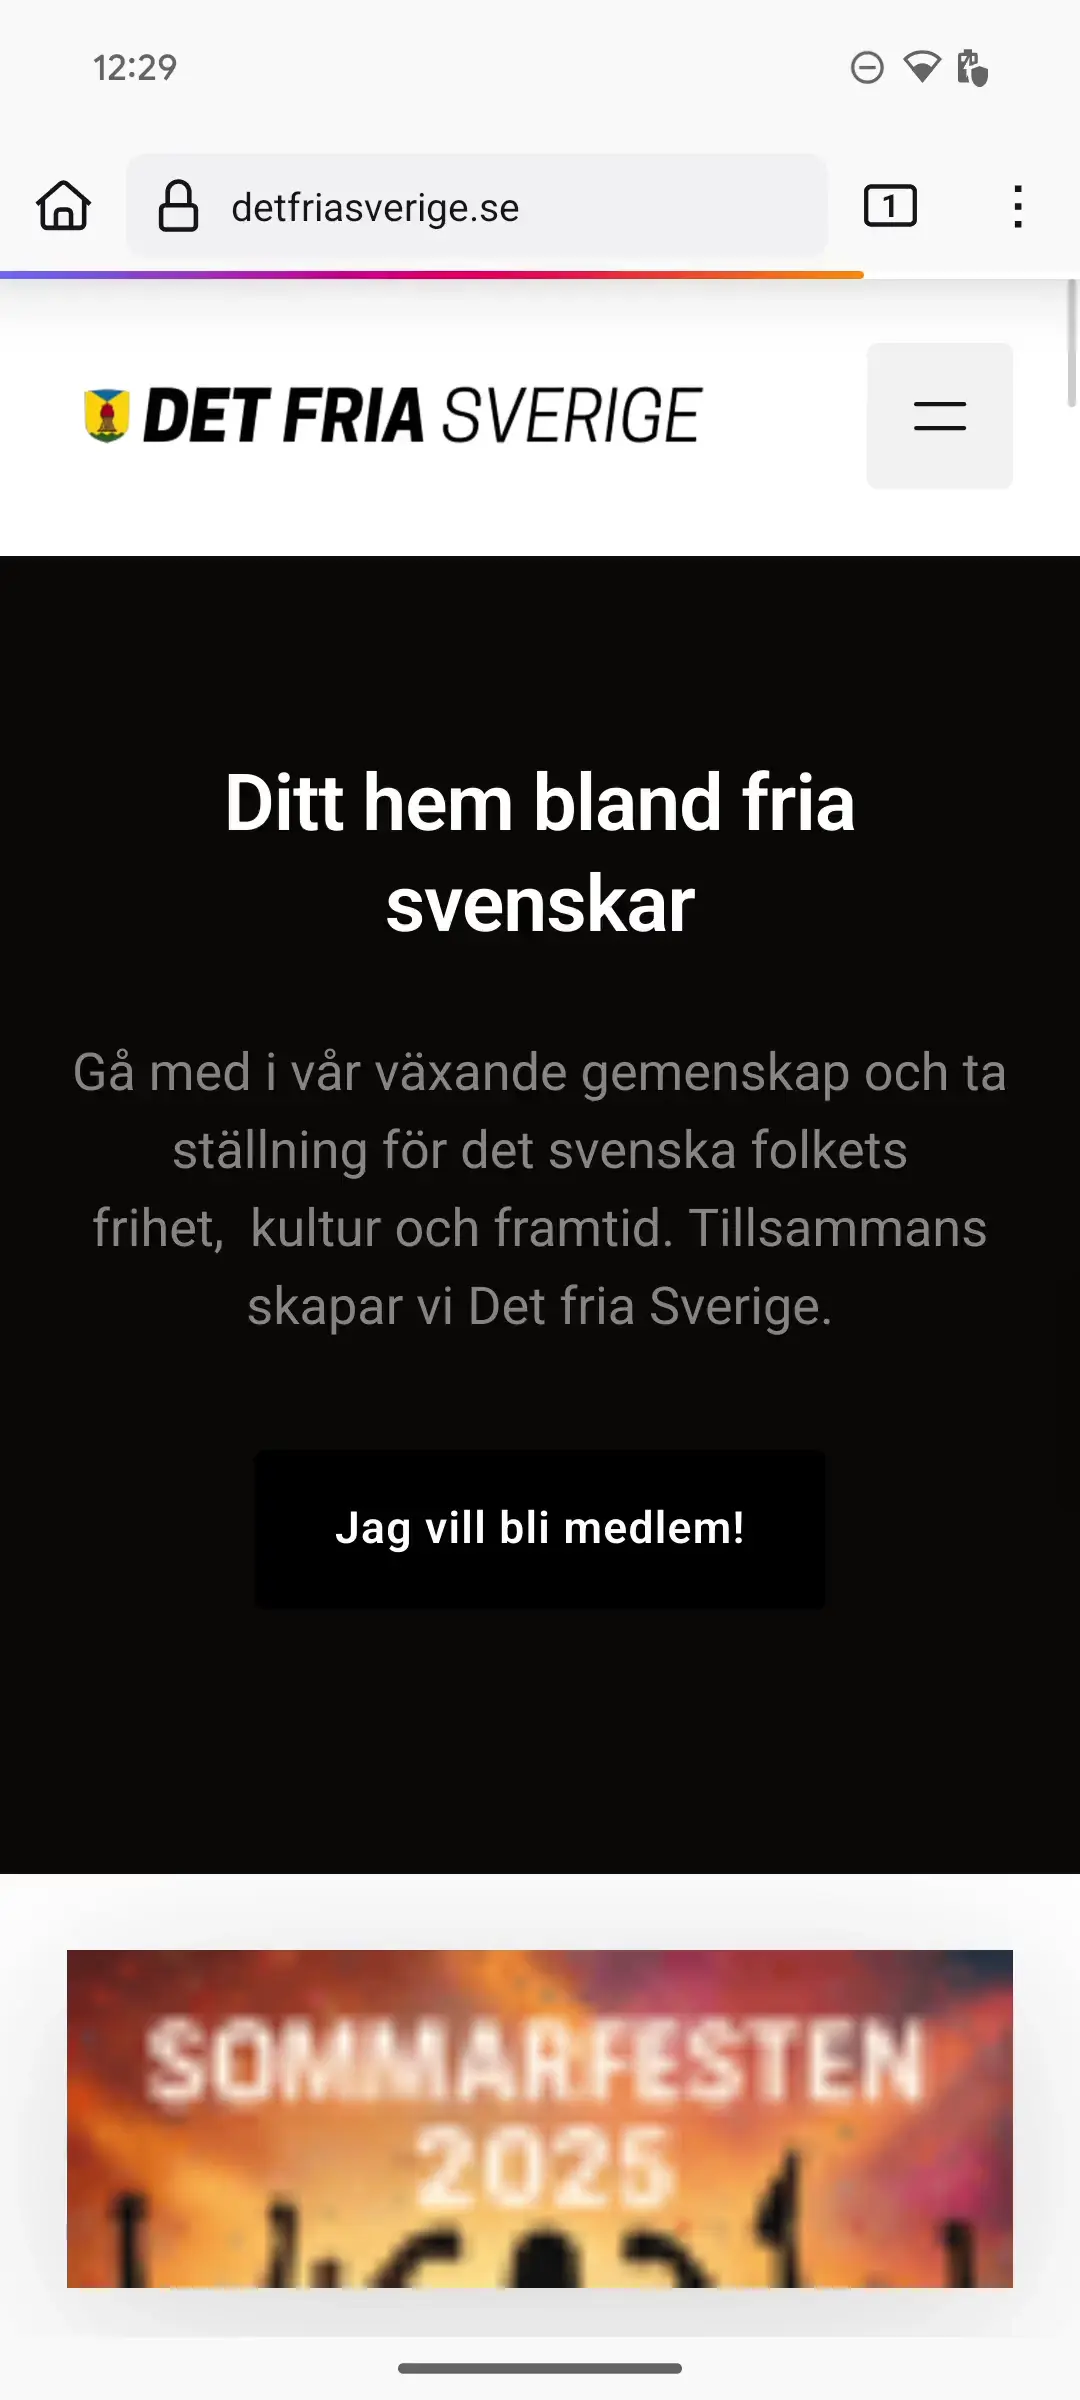 12:29
detfriasverige.se
1
DET FRIA SVERIGE
Ditt hem bland fria
svenskar
Gå med i vår växande gemenskap och ta
ställning för det svenska folkets
frihet,  kultur och framtid. Tillsammans
skapar vi Det fria Sverige.
Jag vill bli medlem!
SOMMARFESTEN
2025